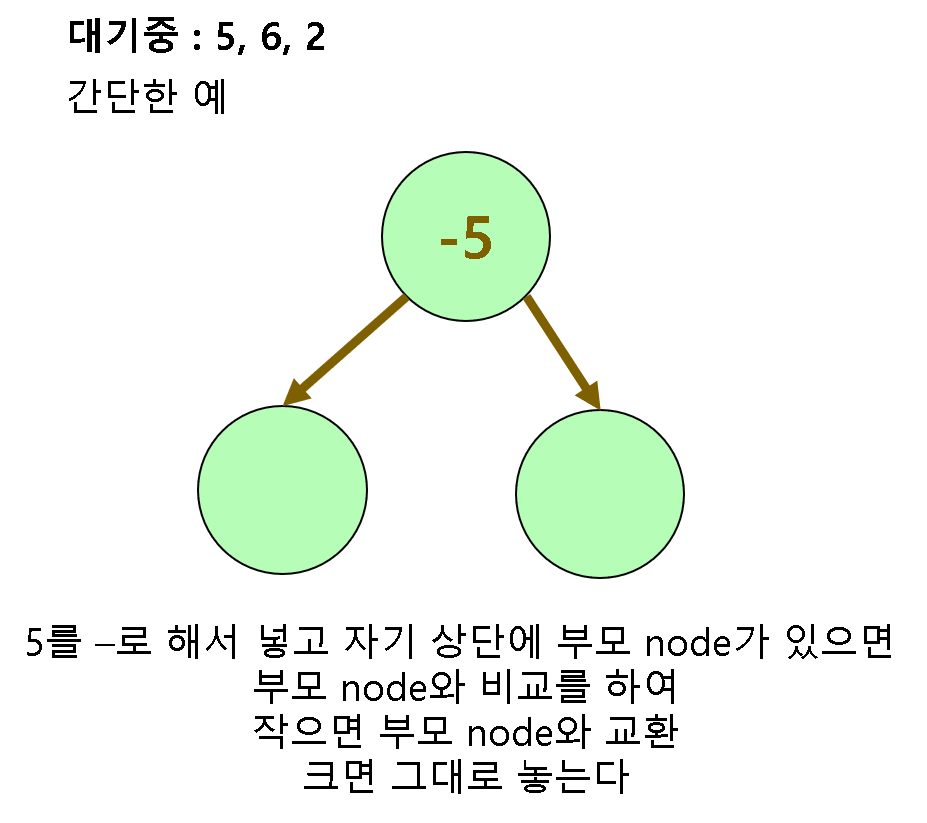 대기중 : 5, 6, 2
간단한 예
-5
5를 –로 해서 넣고 자기 상단에 부모 node가 있으면
부모 node와 비교를 하여
작으면 부모 node와 교환
크면 그대로 놓는다